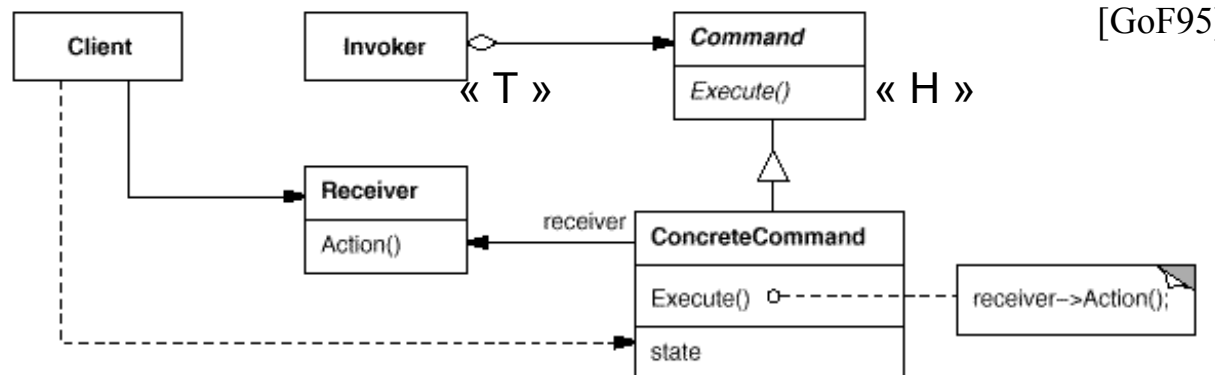 [GoF95]
Client
Invoker
Command
« T »
Execute()
« H »
Receiver
Action()
receiver
ConcreteCommand
Execute()
receiver->Action();
state